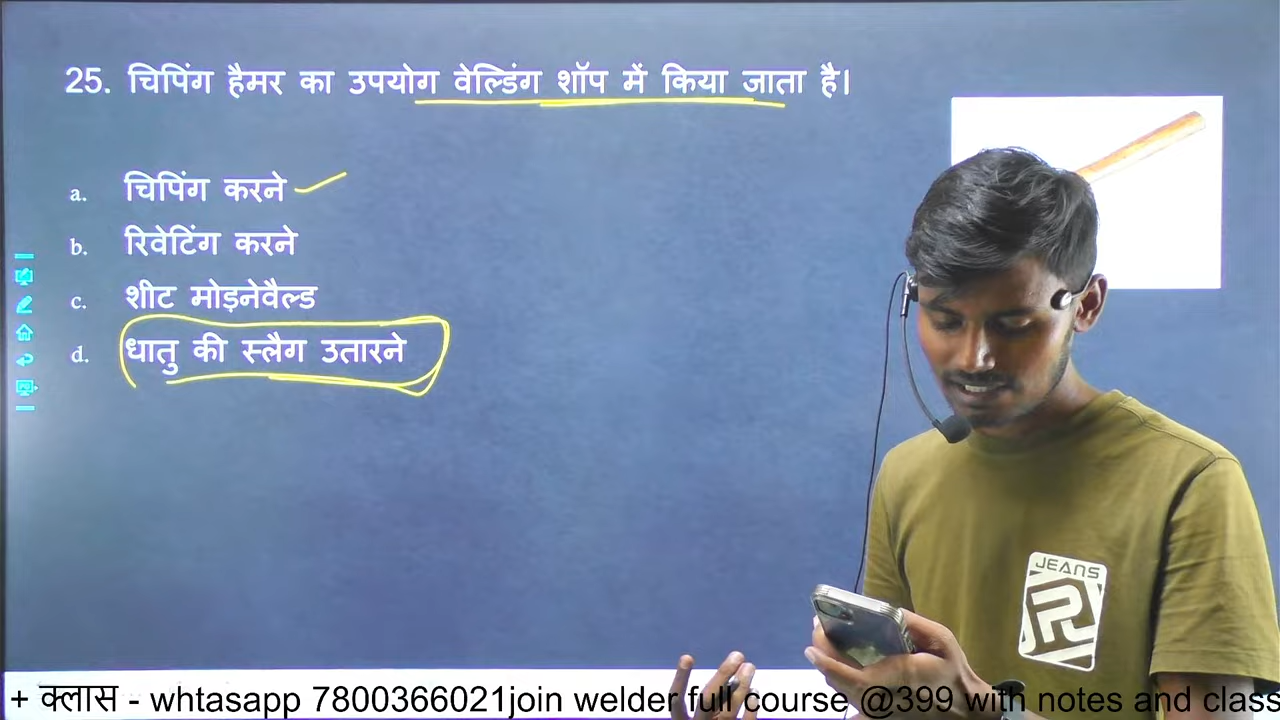 25. चिपिंग हैमर का उपयोग वेल्डिंग शॉप में किया जाता है।
a. चिपिंग करने
b. रिवेटिंग करने
c. शीट मोड़नेवैल्ड
d. धातु की स्लैग उतारने
JEANS
+ क्लास - whtasapp 7800366021join welder full course @399 with notes and class